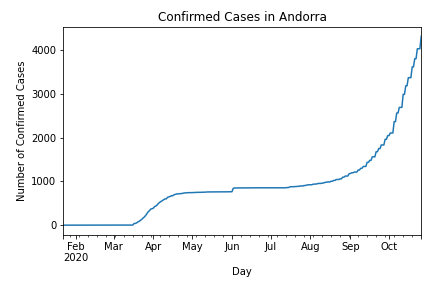 Confirmed Cases in Andorra
Number of Confirmed Cases
4000
3000
2000
1000
0
Feb Mar Apr May Jun Jul Aug Sep Oct
2020
Day